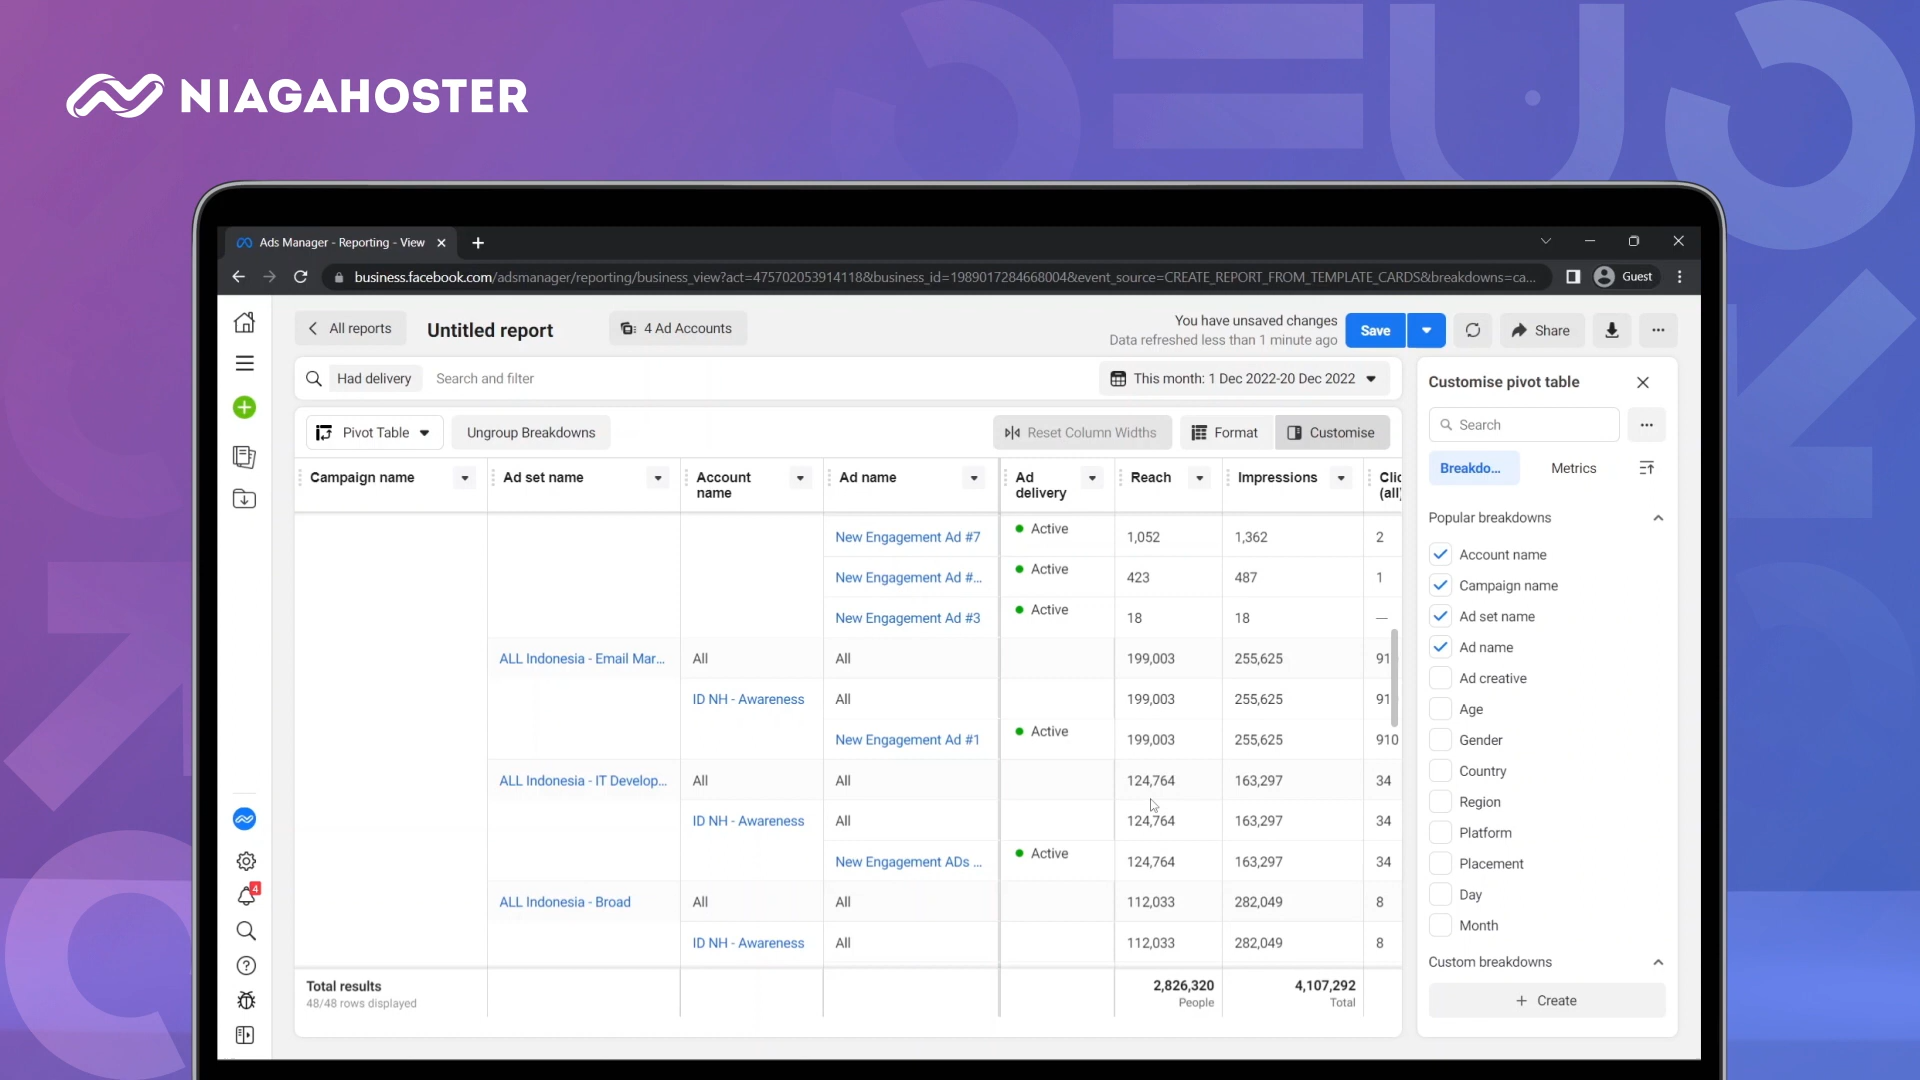 NIAGAHOSTER
Ads Manager - Reporting - View
business.facebook.com/adsmanager/reporting/business_view?act=475702053914118&business_id=1989017284668004&event_source=CREATE_REPORT_FROM_TEMPLATE_CARDS&breakdowns=ca...
Guest
All reports
Untitled report
4 Ad Accounts
You have unsaved changes
Data refreshed less than 1 minute ago
Save
Share
Had delivery
Search and filter
This month: 1 Dec 2022-20 Dec 2022
Pivot Table
Ungroup Breakdowns
Reset Column Widths
Format
Customise
Campaign name
Ad set name
Account name
Ad name
Ad delivery
Reach
Impressions
Clic
(all)
New Engagement Ad #7 Active 1,052 1,362 2
New Engagement Ad #... Active 423 487 1
New Engagement Ad #3 Active 18 18 —
ALL Indonesia - Email Mar... All All 199,003 255,625 91
ID NH - Awareness All 199,003 255,625 91
New Engagement Ad #1 Active 199,003 255,625 910
ALL Indonesia - IT Develop... All All 124,764 163,297 34
ID NH - Awareness All 124,764 163,297 34
New Engagement ADs ... Active 124,764 163,297 34
ALL Indonesia - Broad All All 112,033 282,049 8
ID NH - Awareness All 112,033 282,049 8
Total results 2,826,320 4,107,292
48/48 rows displayed People Total
Customise pivot table
Search
Breakdo...
Metrics
Popular breakdowns
Account name
Campaign name
Ad set name
Ad name
Ad creative
Age
Gender
Country
Region
Platform
Placement
Day
Month
Custom breakdowns
+ Create
4